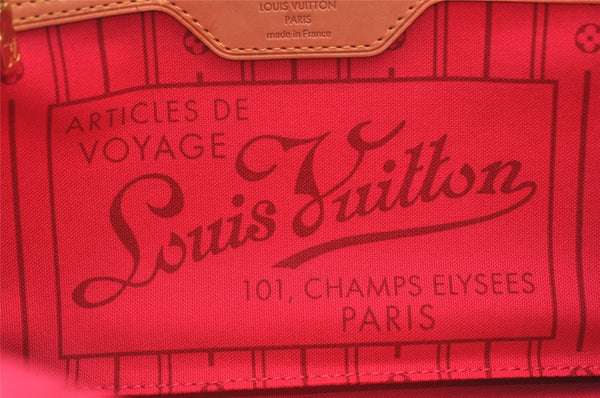 LOUIS VUITTON
PARIS
made in France
ARTICLES DE
VOYAGE
Louis Vuitton
101, CHAMPS ELYSEES
PARIS